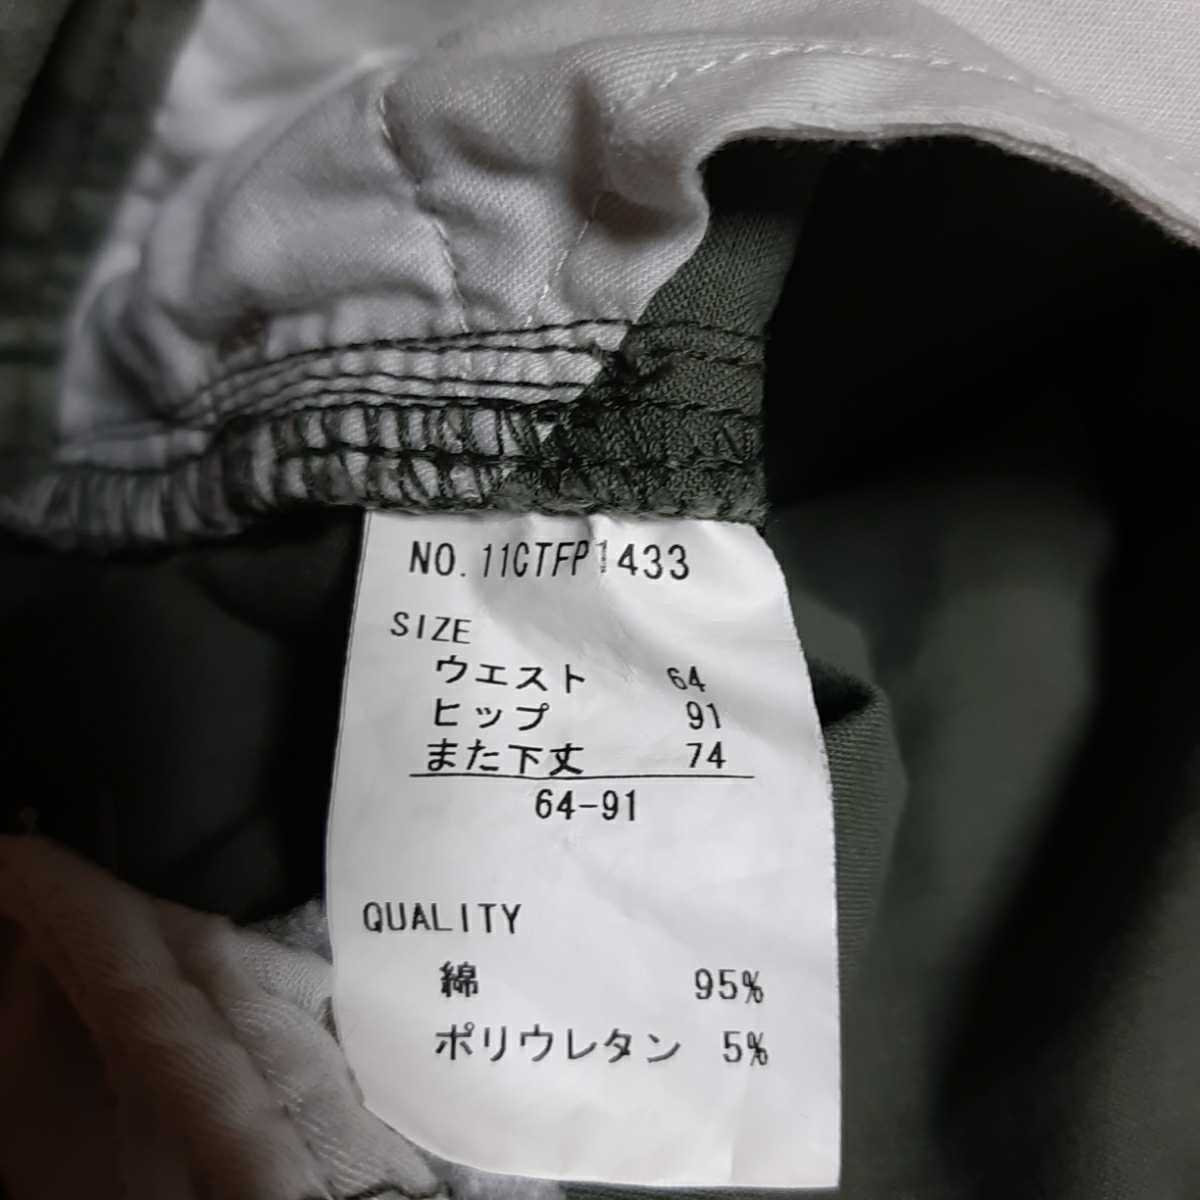 NO. 11CTFP1433
SIZE
ウエスト 64
ヒップ 91
また下丈 74
64-91
QUALITY
綿 95%
ポリウレタン 5%